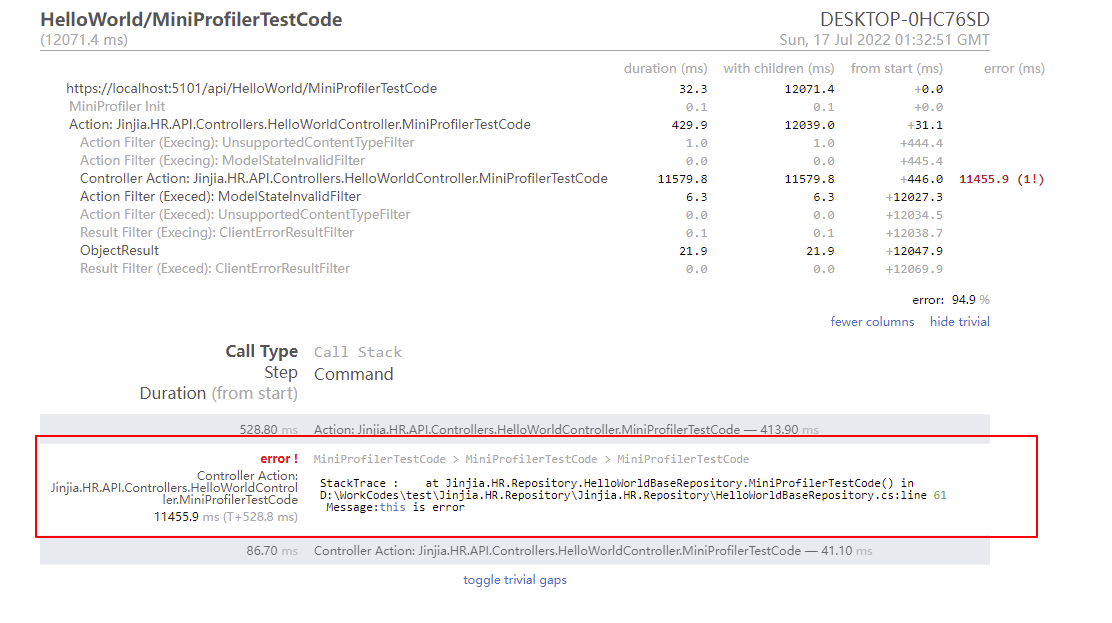 HelloWorld/MiniProfilerTestCode DESKTOP-0HC76SD
(12071.4 ms) Sun, 17 Jul 2022 01:32:51 GMT
duration (ms) with children (ms) from start (ms) error (ms)
https://localhost:5101/api/HelloWorld/MiniProfilerTestCode 32.3 12071.4 +0.0
MiniProfiler Init 0.1 0.1 +0.0
Action: Jinjia.HR.API.Controllers.HelloWorldController.MiniProfilerTestCode 429.9 12039.0 +31.1
Action Filter (Execing): UnsupportedContentTypeFilter 1.0 1.0 +444.4
Action Filter (Execing): ModelStateInvalidFilter 0.0 0.0 +445.4
Controller Action: Jinjia.HR.API.Controllers.HelloWorldController.MiniProfilerTestCode 11579.8 11579.8 +446.0 11455.9 (1!)
Action Filter (Execed): ModelStateInvalidFilter 6.3 6.3 +12027.3
Action Filter (Execed): UnsupportedContentTypeFilter 0.0 0.0 +12034.5
Result Filter (Execing): ClientErrorResultFilter 0.1 0.1 +12038.7
ObjectResult 21.9 21.9 +12047.9
Result Filter (Execed): ClientErrorResultFilter 0.0 0.0 +12069.9
error: 94.9 %
fewer columns hide trivial
Call Type Call Stack
Step Command
Duration (from start)
528.80 ms Action: Jinjia.HR.API.Controllers.HelloWorldController.MiniProfilerTestCode — 413.90 ms
error ! MiniProfilerTestCode > MiniProfilerTestCode > MiniProfilerTestCode
Controller Action:
Jinjia.HR.API.Controllers.HelloWorldControl
ler.MiniProfilerTestCode
11455.9 ms (T+528.8 ms)
StackTrace : at Jinjia.HR.Repository.HelloWorldBaseRepository.MiniProfilerTestCode() in
D:\WorkCodes\test\Jinjia.HR.Repository\Jinjia.HR.Repository\HelloWorldBaseRepository.cs:line 61
Message:this is error
86.70 ms Controller Action: Jinjia.HR.API.Controllers.HelloWorldController.MiniProfilerTestCode — 41.10 ms
toggle trivial gaps